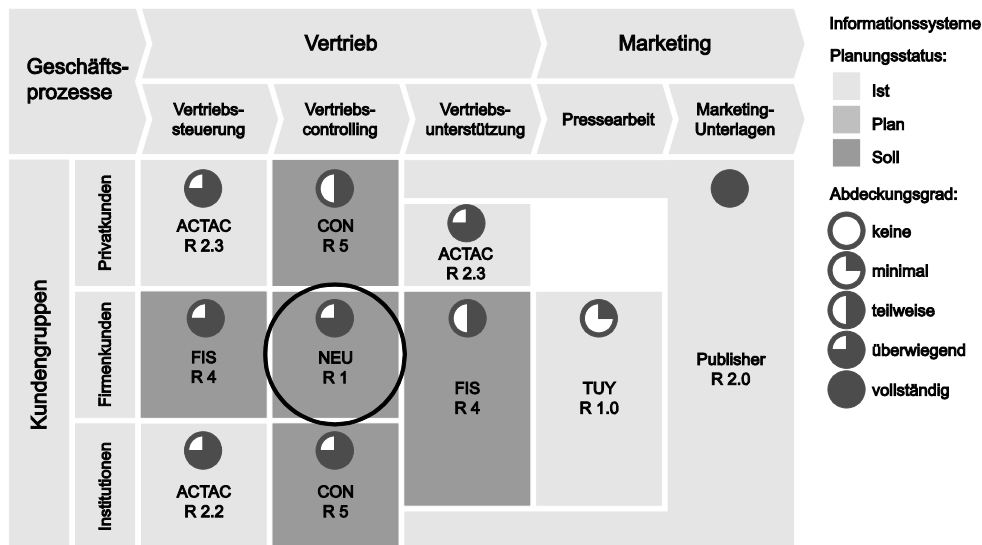 Geschäfts-
prozesse
Vertrieb
Marketing
Vertriebs-
steuerung
Vertriebs-
controlling
Vertriebs-
unterstützung
Pressearbeit
Marketing-
Unterlagen
Kundengruppen
Privatkunden
ACTAC
R 2.3
CON
R 5
ACTAC
R 2.3
Firmenkunden
FIS
R 4
NEU
R 1
FIS
R 4
TUY
R 1.0
Publisher
R 2.0
Institutionen
ACTAC
R 2.2
CON
R 5
Informationssysteme
Planungsstatus:
Ist
Plan
Soll
Abdeckungsgrad:
keine
minimal
teilweise
überwiegend
vollständig